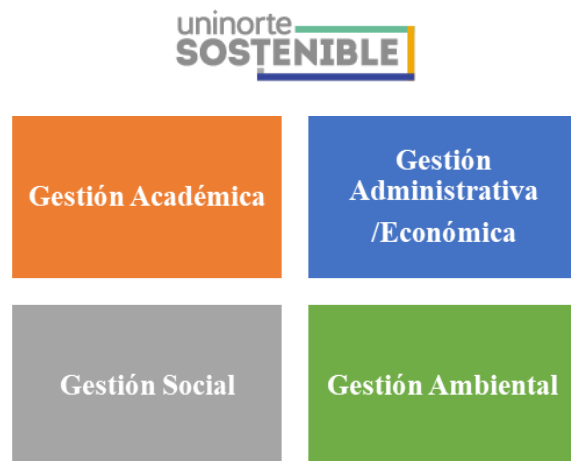 uninorte
SOSTENIBLE
Gestión Académica
Gestión
Administrativa
/Económica
Gestión Social
Gestión Ambiental